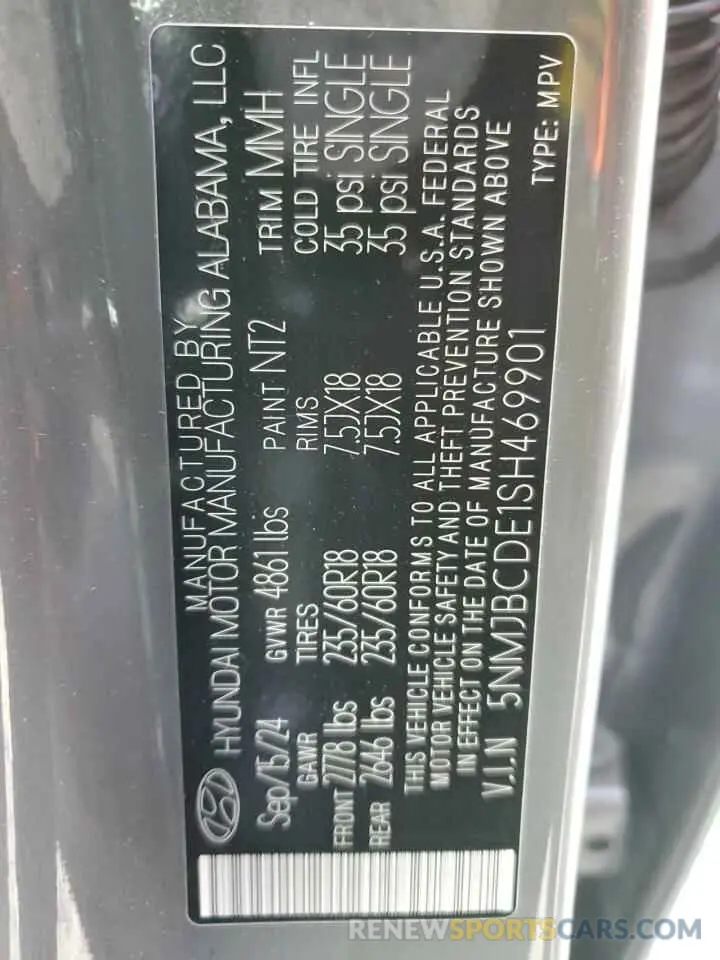 MANUFACTURED BY
HYUNDAI MOTOR MANUFACTURING ALABAMA, LLC
Sep/15/24 GVWR 4861 lbs PAINT NT2 TRIM MMH
GAWR TIRES RIMS COLD TIRE INFL
FRONT 2778 lbs 235/60R18 7.5JX18 35 psi SINGLE
REAR 2646 lbs 235/60R18 7.5JX18 35 psi SINGLE
THIS VEHICLE CONFORMS TO ALL APPLICABLE U.S.A. FEDERAL
MOTOR VEHICLE SAFETY AND THEFT PREVENTION STANDARDS
IN EFFECT ON THE DATE OF MANUFACTURE SHOWN ABOVE
V.I.N 5NMJBCDE1SH469901 TYPE: MPV
RENEWSPORTSCARS.COM